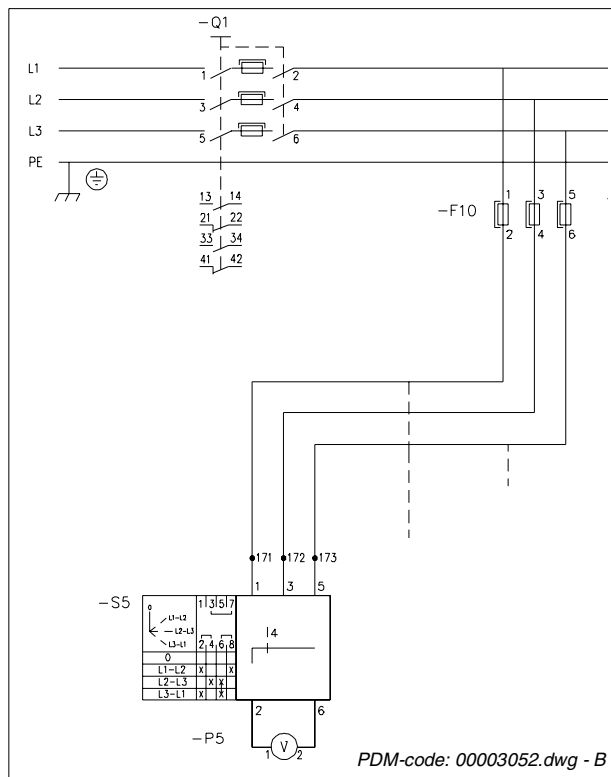 -Q1
L1
1
2
L2
3
4
L3
5
6
PE
13 14
21 22
33 34
41 42
-F10
1 3 5
2 4 6
171 172 173
1 3 5
-S5
0
L1-L2
L2-L3
L3-L1
1 3 5 7
2 4 6 8
0
L1-L2 X X
L2-L3 X X
L3-L1 X X
4
2 6
-P5
1 V 2
PDM-code: 00003052.dwg - B